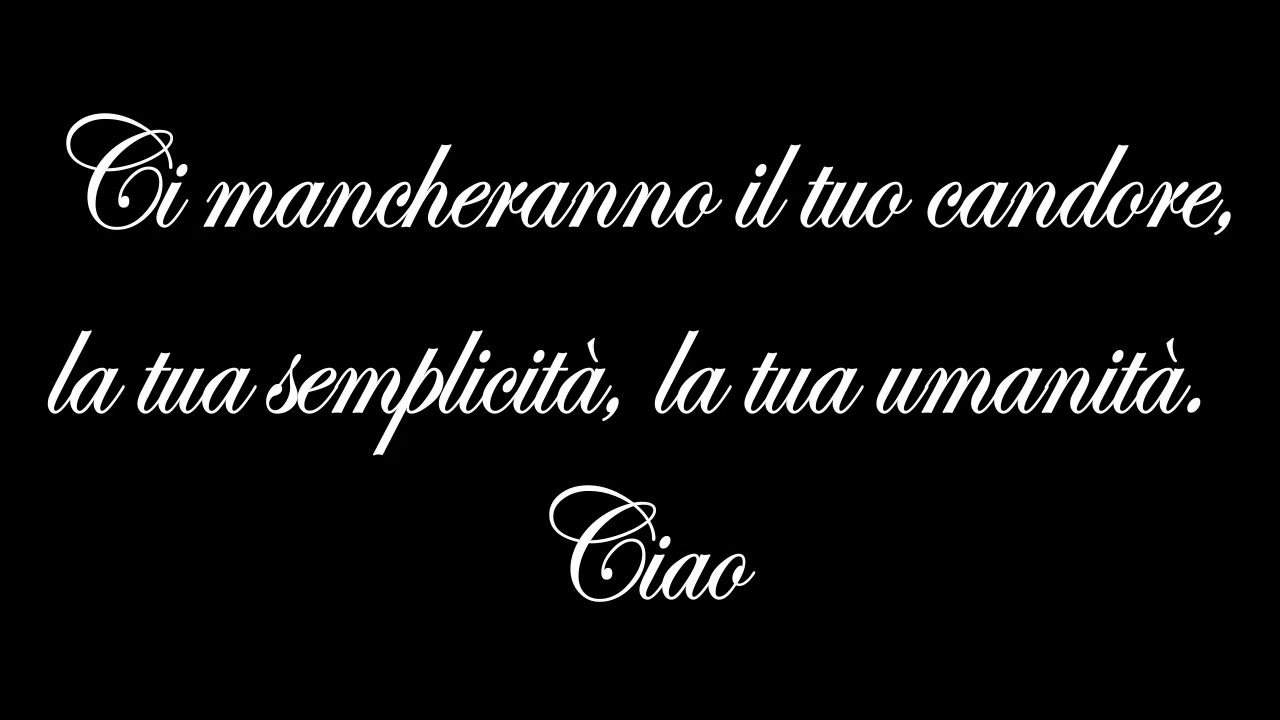 Ci mancheranno il tuo candore,
la tua semplicità, la tua umanità.
Ciao